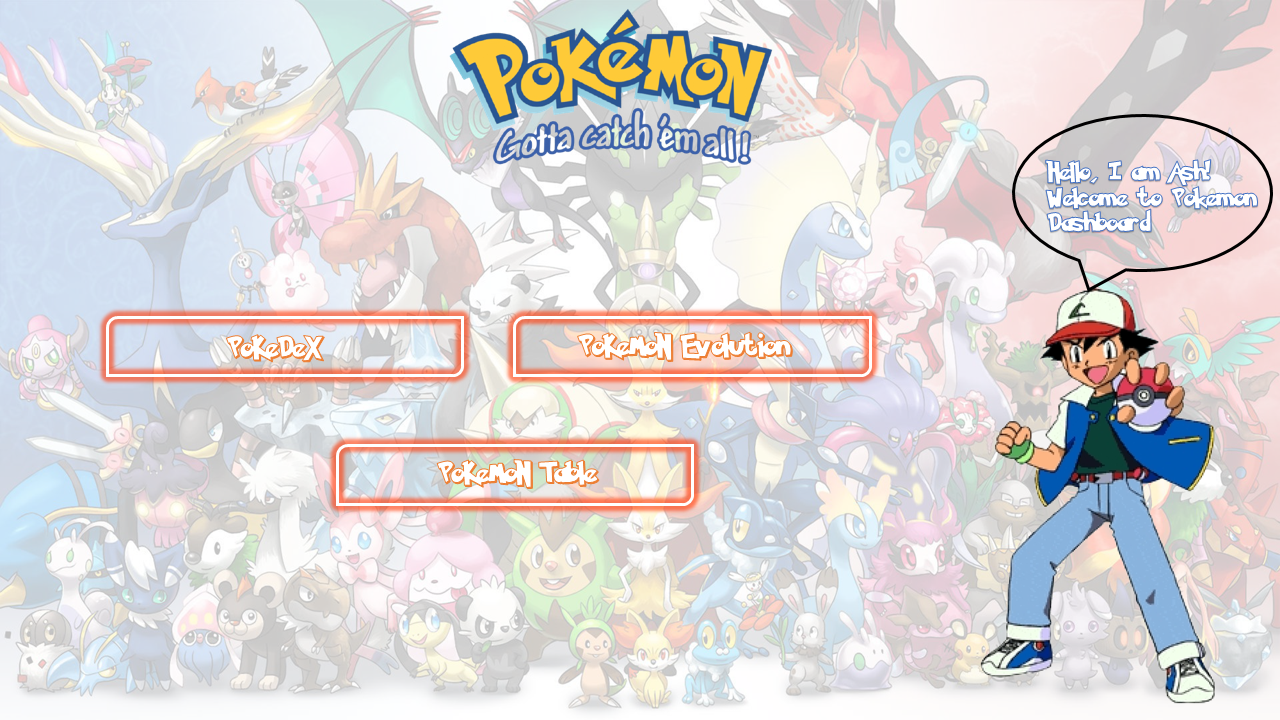 POKéMON
Gotta catch 'em all!
Hello, I am Ash!
Welcome to Pokemon
Dashboard
PoKeDeX
PoKeMoN Evolution
PoKeMoN Table